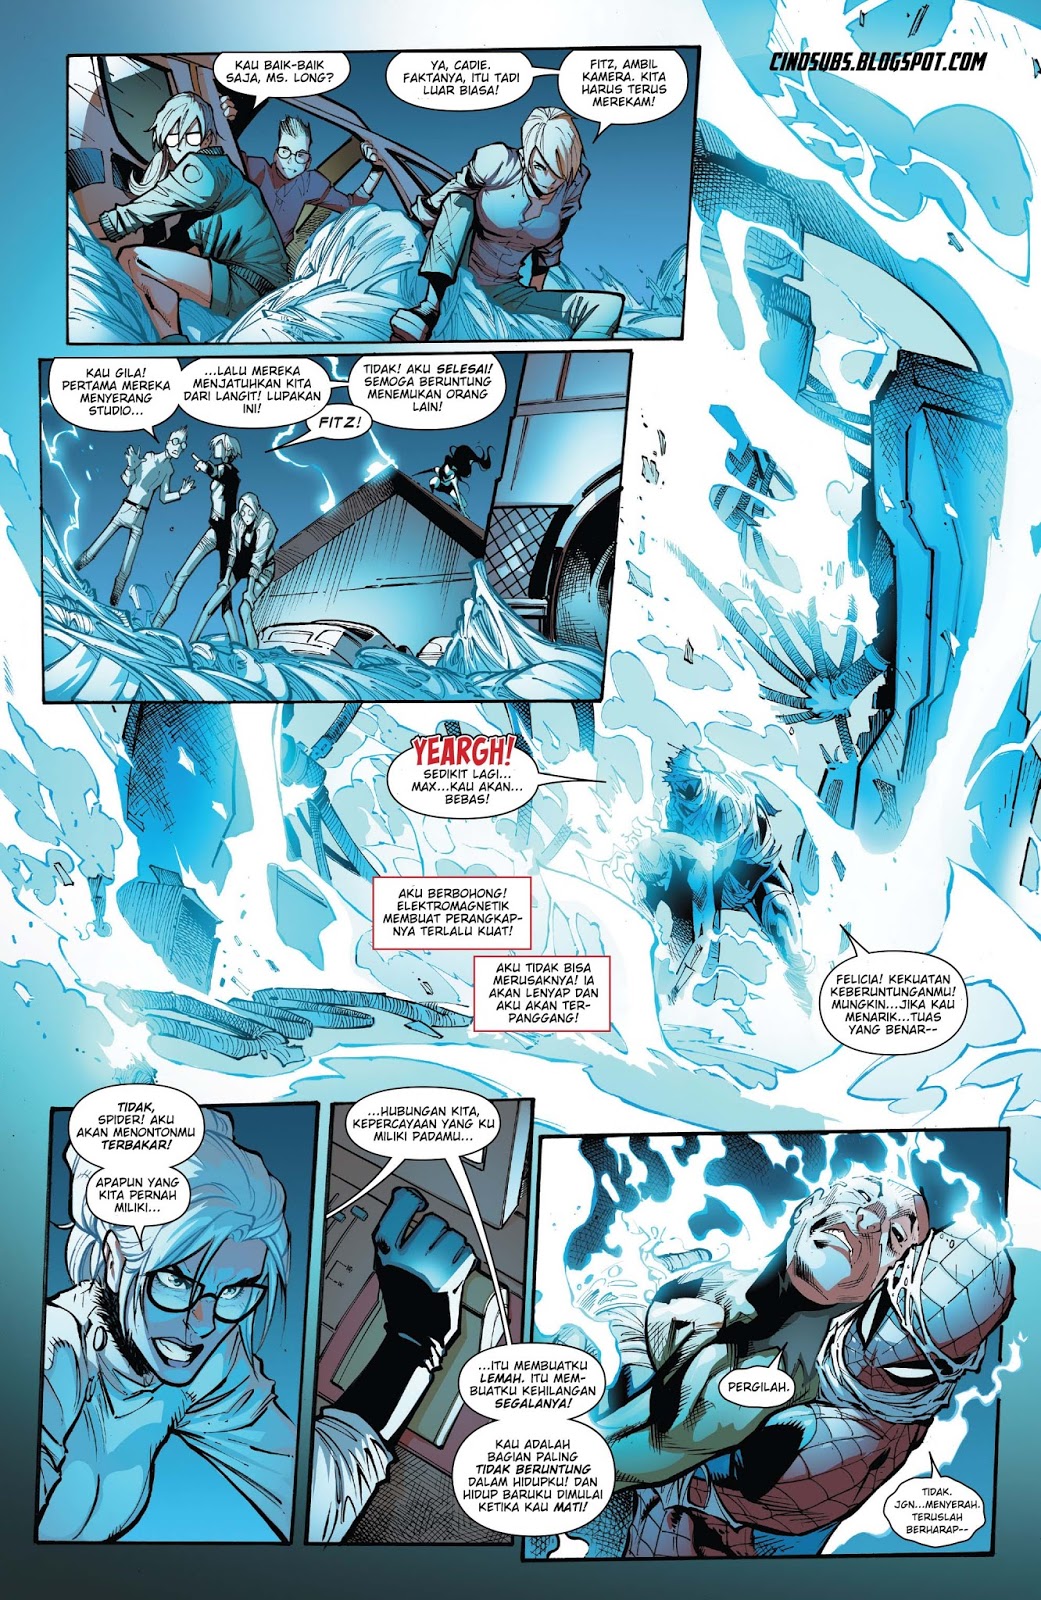 CINOSUBS.BLOGSPOT.COM
KAU BAIK-BAIK
SAJA, MS. LONG?
YA, CADIE.
FAKTANYA, ITU TADI
LUAR BIASA!
FITZ, AMBIL
KAMERA. KITA
HARUS TERUS
MEREKAM!
KAU GILA!
PERTAMA MEREKA
MENYERANG
STUDIO...
...LALU MEREKA
MENJATUHKAN KITA
DARI LANGIT! LUPAKAN
INI!
FITZ!
TIDAK! AKU SELESAI!
SEMOGA BERUNTUNG
MENEMUKAN ORANG
LAIN!
YEARGH!
SEDIKIT LAGI...
MAX...KAU AKAN...
BEBAS!
AKU BERBOHONG!
ELEKTROMAGNETIK
MEMBUAT PERANGKAP-
NYA TERLALU KUAT!
AKU TIDAK BISA
MERUSAKNYA! IA
AKAN LENYAP DAN
AKU AKAN TER-
PANGGANG!
FELICIA! KEKUATAN
KEBERUNTUNGANMU!
MUNGKIN...JIKA KAU
MENARIK...TUAS
YANG BENAR--
TIDAK,
SPIDER! AKU
AKAN MENONTONMU
TERBAKAR!
APAPUN YANG
KITA PERNAH
MILIKI...
...HUBUNGAN KITA,
KEPERCAYAAN YANG KU
MILIKI PADAMU...
...ITU MEMBUATKU
LEMAH. ITU MEM-
BUATKU KEHILANGAN
SEGALANYA!
KAU ADALAH
BAGIAN PALING
TIDAK BERUNTUNG
DALAM HIDUPKU! DAN
HIDUP BARUKU DIMULAI
KETIKA KAU MATI!
PERGILAH.
TIDAK.
JGN...MENYERAH.
TERUSLAH
BERHARAP--